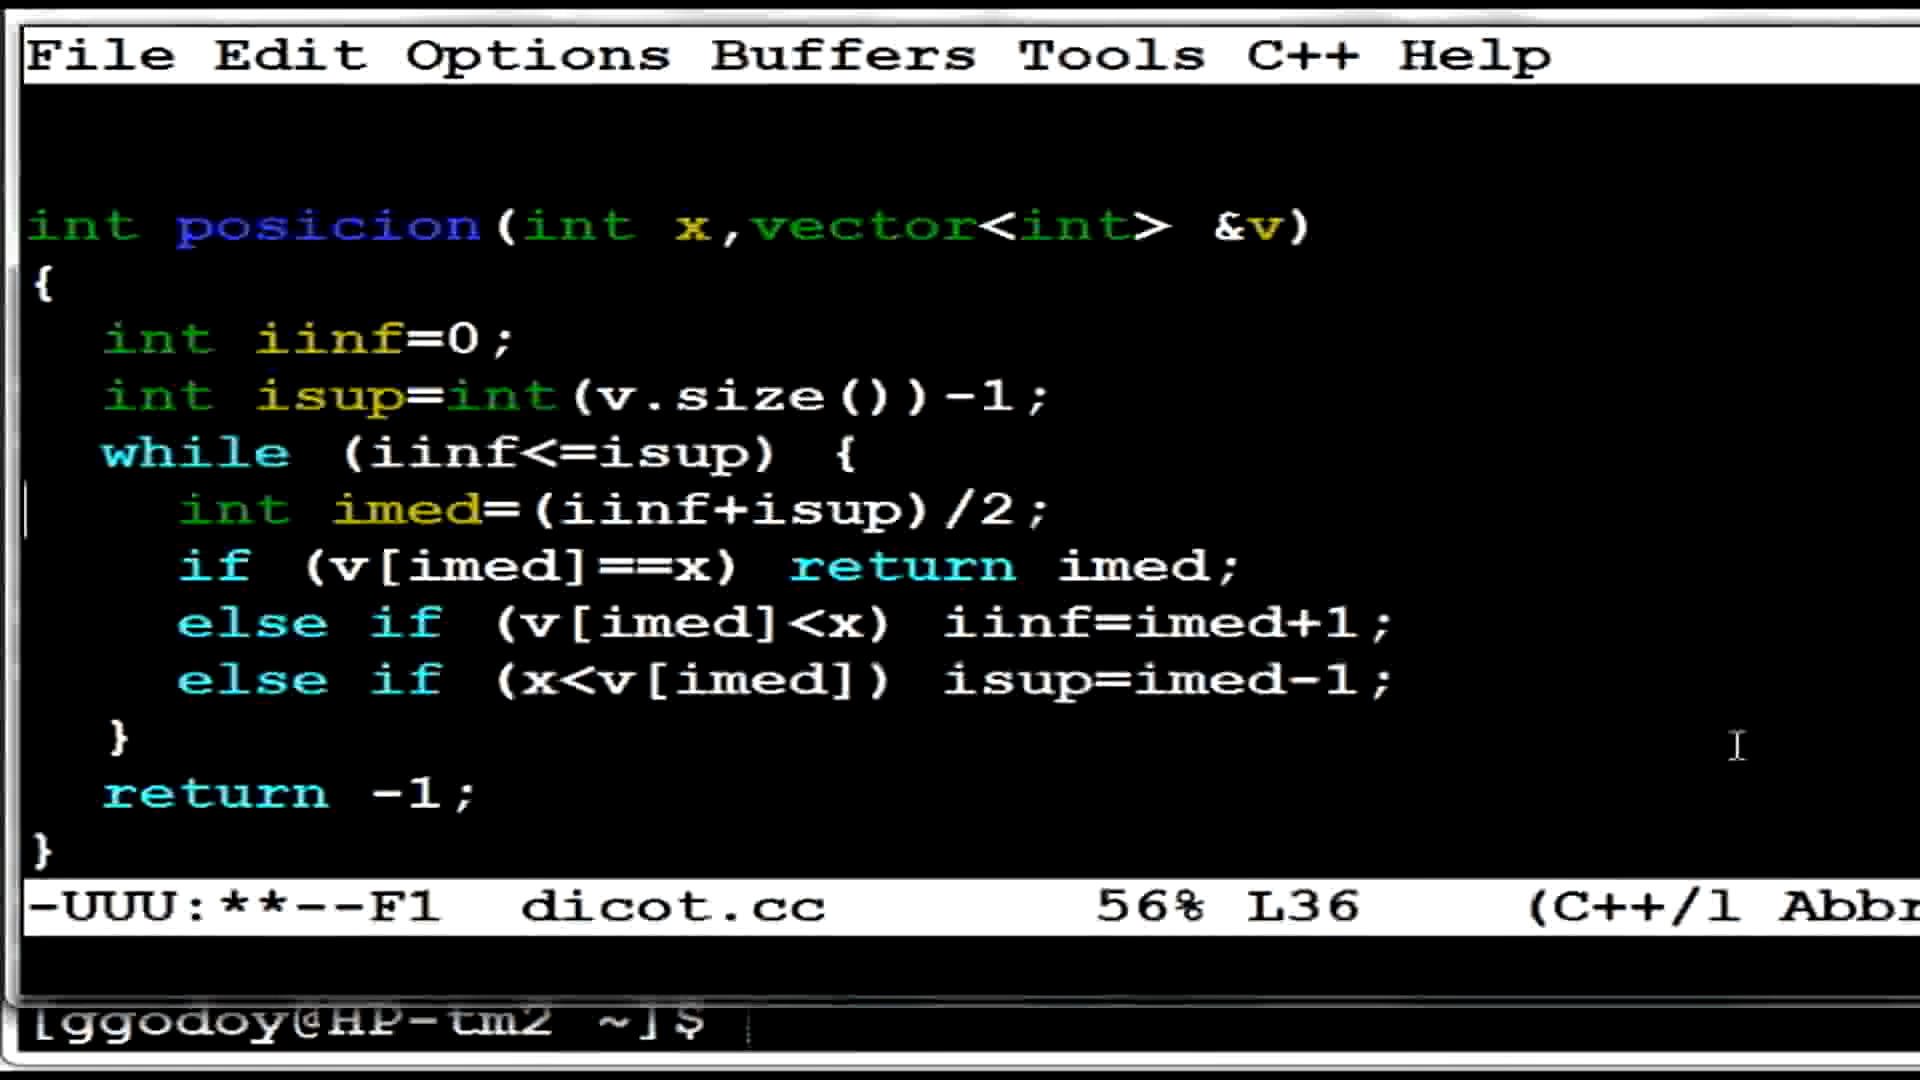 File Edit Options Buffers Tools C++ Help
int posicion(int x,vector<int> &v)
{
int iinf=0;
int isup=int(v.size())-1;
while (iinf<=isup) {
int imed=(iinf+isup)/2;
if (v[imed]==x) return imed;
else if (v[imed]<x) iinf=imed+1;
else if (x<v[imed]) isup=imed-1;
}
return -1;
}
-UUU:**--F1 dicot.cc 56% L36 (C++/l Abbr
[ggodoy@HP-tm2 ~]$